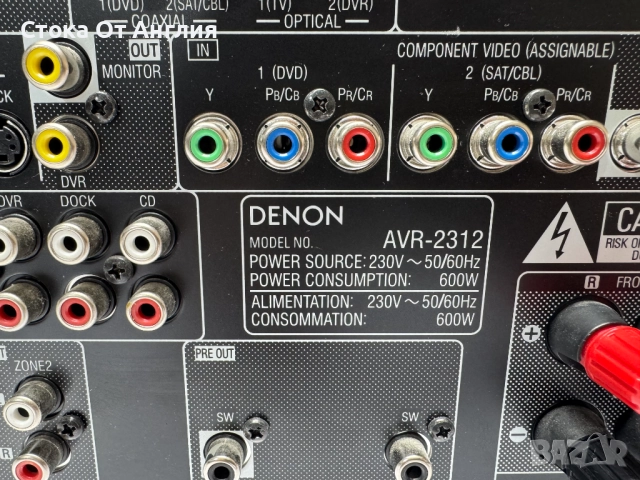 1(DVD) 2(SAT/CBL) 1(TV) 2(DVR)
COAXIAL OPTICAL
Стока От Англия
OUT
MONITOR
IN
COMPONENT VIDEO (ASSIGNABLE)
1 (DVD)
2 (SAT/CBL)
Y PB/CB PR/CR
Y PB/CB PR/CR
DVR
DOCK CD
DENON
MODEL NO. AVR-2312
POWER SOURCE: 230V ~ 50/60Hz
POWER CONSUMPTION: 600W
ALIMENTATION: 230V ~ 50/60Hz
CONSOMMATION: 600W
R
+
−
ZONE2
R
PRE OUT
SW
SW
BAZAR